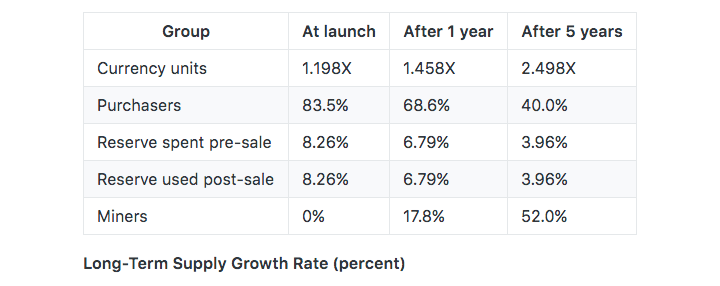 Group At launch After 1 year After 5 years
Currency units 1.198X 1.458X 2.498X
Purchasers 83.5% 68.6% 40.0%
Reserve spent pre-sale 8.26% 6.79% 3.96%
Reserve used post-sale 8.26% 6.79% 3.96%
Miners 0% 17.8% 52.0%
Long-Term Supply Growth Rate (percent)